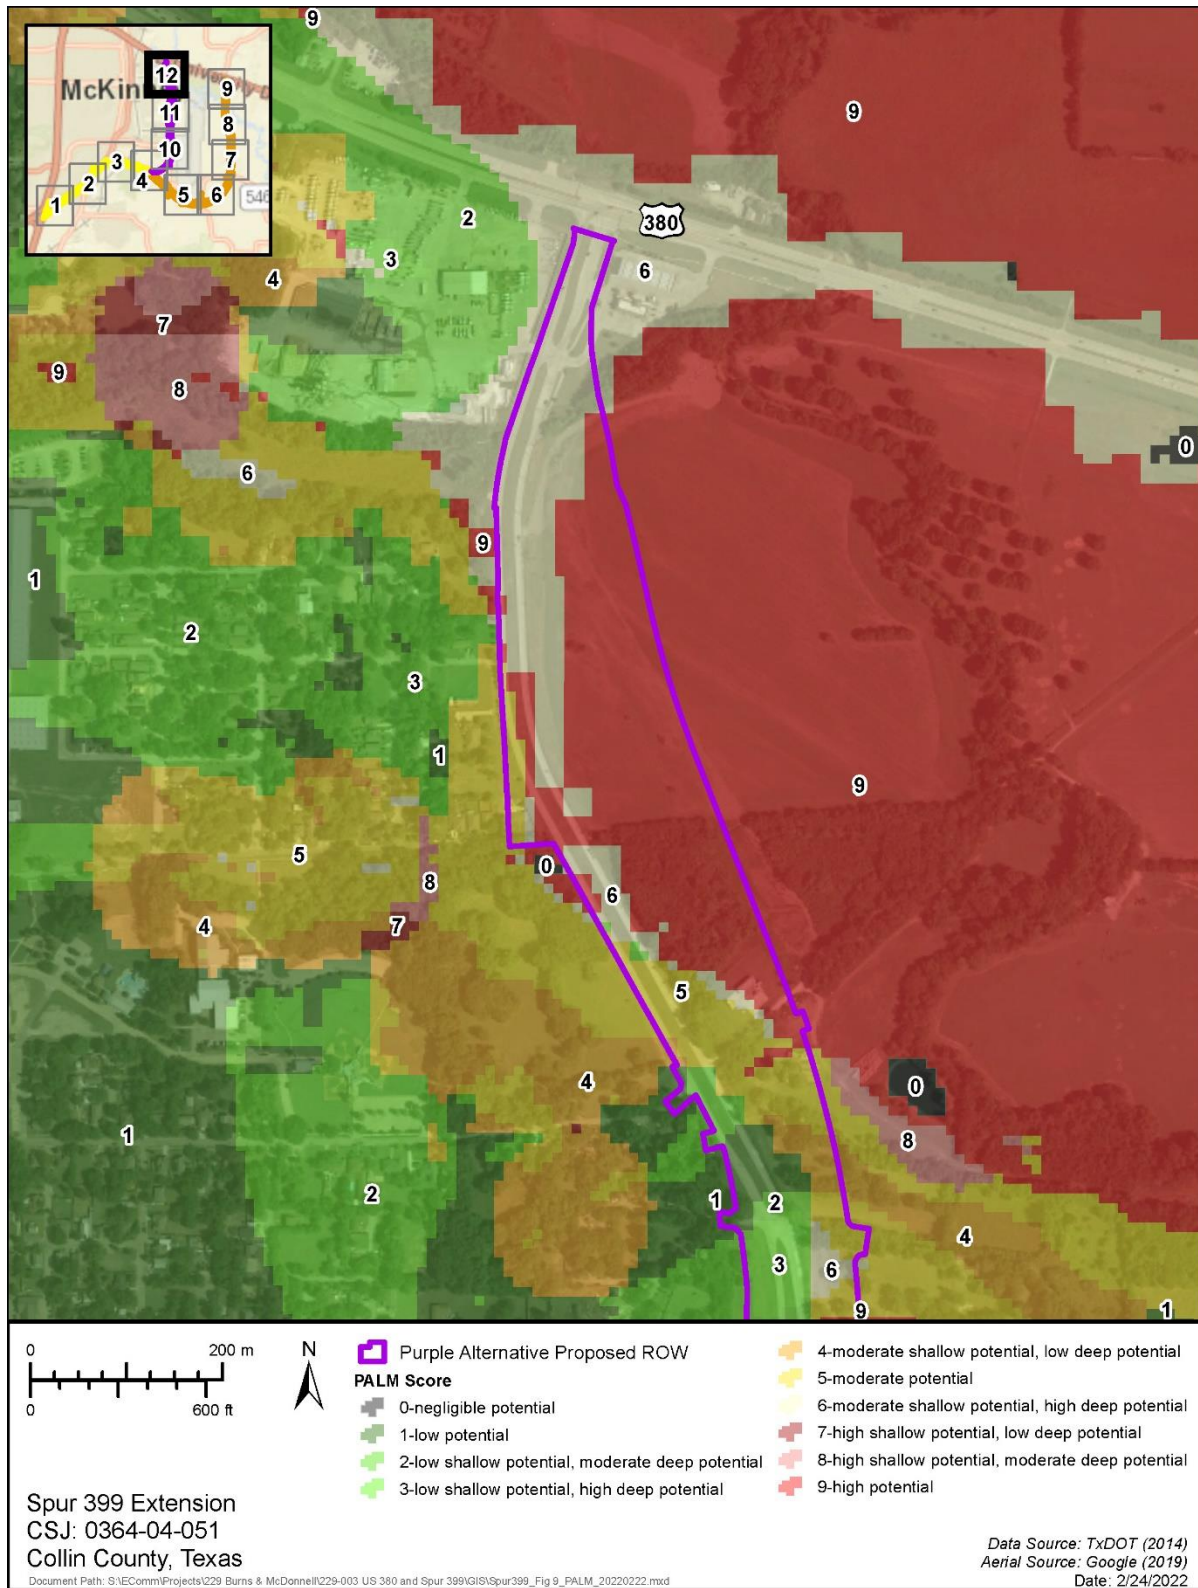 9
McKin
niversity D
12
11
10
9
8
7
6
5
4
3
2
1
546
9
2
380
3
6
4
7
9
8
0
6
9
1
2
3
1
9
5
0
8
6
4
7
5
4
0
1
8
2
1
2
4
3
6
9
1
0 200 m
0 600 ft
N
Purple Alternative Proposed ROW
PALM Score
0-negligible potential
1-low potential
2-low shallow potential, moderate deep potential
3-low shallow potential, high deep potential
4-moderate shallow potential, low deep potential
5-moderate potential
6-moderate shallow potential, high deep potential
7-high shallow potential, low deep potential
8-high shallow potential, moderate deep potential
9-high potential
Spur 399 Extension
CSJ: 0364-04-051
Collin County, Texas
Data Source: TxDOT (2014)
Aerial Source: Google (2019)
Date: 2/24/2022
Document Path: S:\EComm\Projects\229 Burns & McDonnell\229-003 US 380 and Spur 399\GIS\Spur399_Fig 9_PALM_20220222.mxd